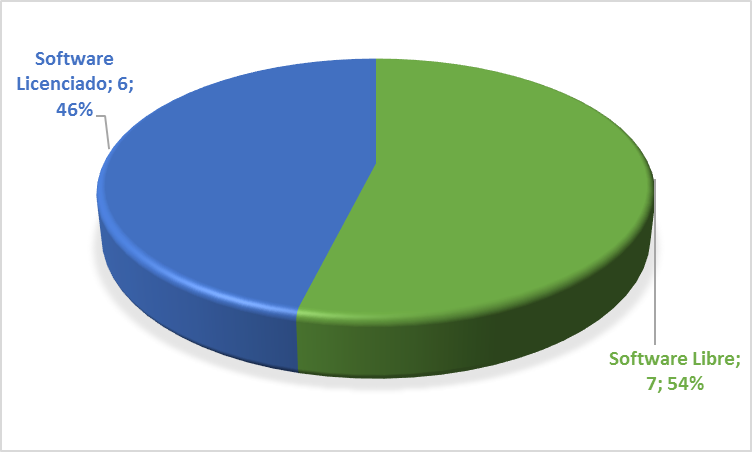 Software
Licenciado; 6;
46%
Software Libre;
7; 54%